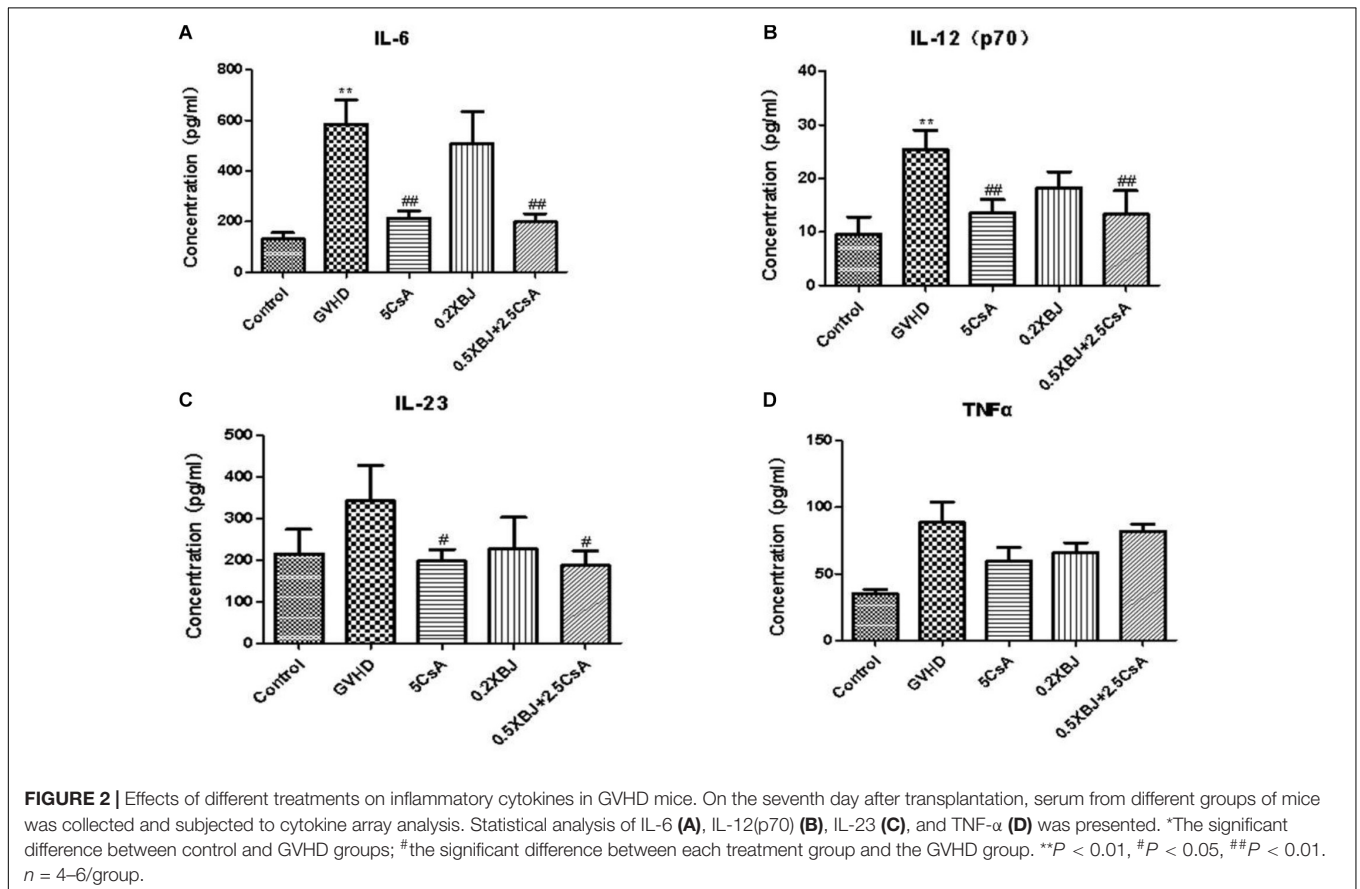 A
IL-6
Concentration (pg/ml)
800
600
400
200
0
**
##
##
Control
GVHD
5CsA
0.2XBJ
0.5XBJ+2.5CsA
B
IL-12（p70）
Concentration (pg/ml)
40
30
20
10
0
**
##
##
Control
GVHD
5CsA
0.2XBJ
0.5XBJ+2.5CsA
C
IL-23
Concentration (pg/ml)
500
400
300
200
100
0
#
#
Control
GVHD
5CsA
0.2XBJ
0.5XBJ+2.5CsA
D
TNFα
Concentration (pg/ml)
150
100
50
0
Control
GVHD
5CsA
0.2XBJ
0.5XBJ+2.5CsA
FIGURE 2 | Effects of different treatments on inflammatory cytokines in GVHD mice. On the seventh day after transplantation, serum from different groups of mice
was collected and subjected to cytokine array analysis. Statistical analysis of IL-6 (A), IL-12(p70) (B), IL-23 (C), and TNF-α (D) was presented. *The significant
difference between control and GVHD groups; #the significant difference between each treatment group and the GVHD group. **P < 0.01, #P < 0.05, ##P < 0.01.
n = 4–6/group.